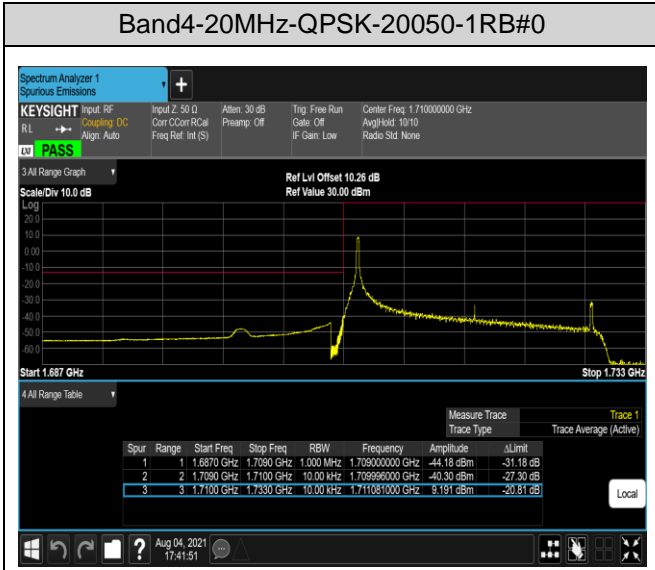 Band4-20MHz-QPSK-20050-1RB#0
Spectrum Analyzer 1
Spurious Emissions
+
KEYSIGHT Input: RF Input Z: 50 Ω Atten: 30 dB Trig: Free Run Center Freq: 1.710000000 GHz
RL Coupling: DC Corr CCorr RCal Preamp: Off Gate: Off Avg|Hold: 10/10
Align: Auto Freq Ref: Int (S) IF Gain: Low Radio Std: None
LXI PASS
3 All Range Graph
Ref Lvl Offset 10.26 dB
Scale/Div 10.0 dB Ref Value 30.00 dBm
Log
20.0
10.0
0.00
-10.0
-20.0
-30.0
-40.0
-50.0
-60.0
Start 1.687 GHz Stop 1.733 GHz
4 All Range Table
Measure Trace Trace 1
Trace Type Trace Average (Active)
Spur Range Start Freq Stop Freq RBW Frequency Amplitude ΔLimit
1 1 1.6870 GHz 1.7090 GHz 1.000 MHz 1.709000000 GHz -44.18 dBm -31.18 dB
2 2 1.7090 GHz 1.7100 GHz 10.00 kHz 1.709996000 GHz -40.30 dBm -27.30 dB
3 3 1.7100 GHz 1.7330 GHz 10.00 kHz 1.711081000 GHz 9.191 dBm -20.81 dB
Local
? Aug 04, 2021
17:41:51